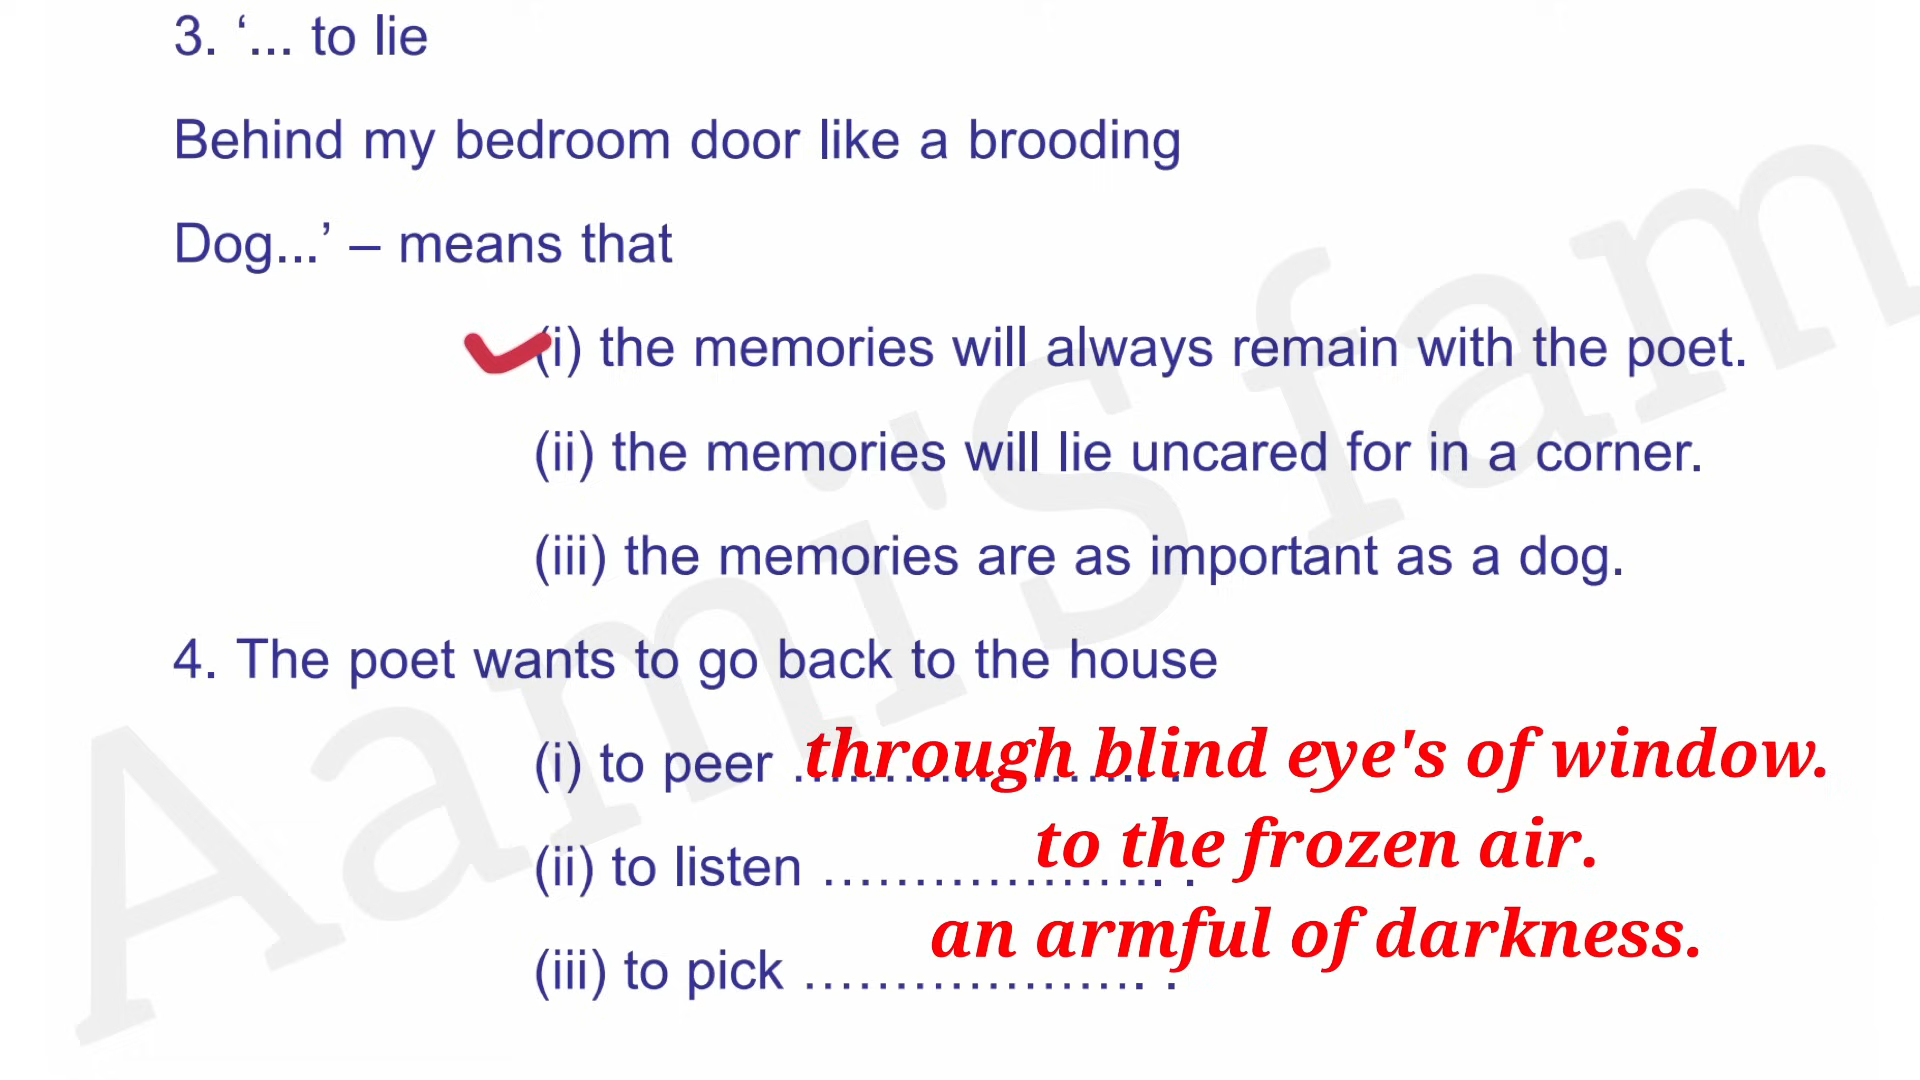 3. ‘... to lie
Behind my bedroom door like a brooding
Dog...’ – means that
(i) the memories will always remain with the poet.
(ii) the memories will lie uncared for in a corner.
(iii) the memories are as important as a dog.
4. The poet wants to go back to the house
(i) to peer ..................... . through blind eye's of window.
(ii) to listen ..................... . to the frozen air.
(iii) to pick ..................... . an armful of darkness.
Aami'S fam